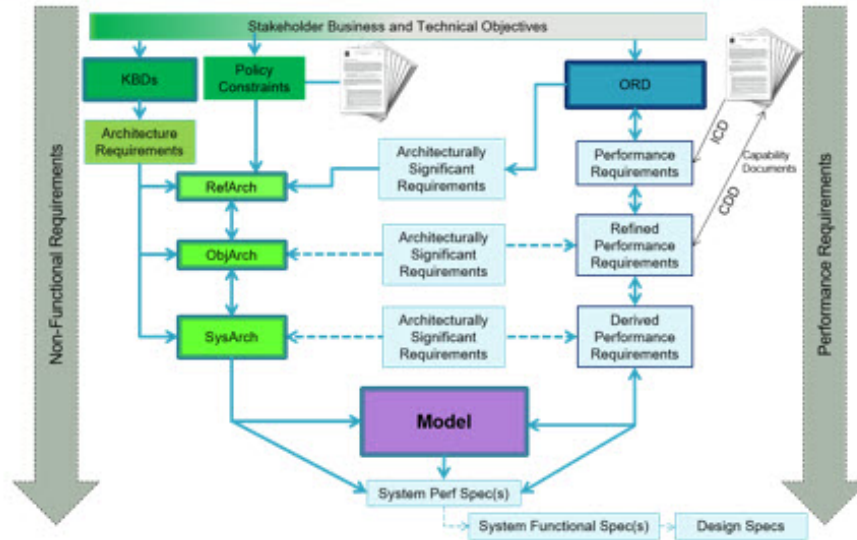 Stakeholder Business and Technical Objectives
KBDs
Policy
Constraints
ORD
Architecture
Requirements
Architecturally
Significant
Requirements
Performance
Requirements
ICD
Capability
Documents
CDD
RefArch
ObjArch
Architecturally
Significant
Requirements
Refined
Performance
Requirements
SysArch
Architecturally
Significant
Requirements
Derived
Performance
Requirements
Non-Functional Requirements
Performance Requirements
Model
System Perf Spec(s)
System Functional Spec(s)
Design Specs